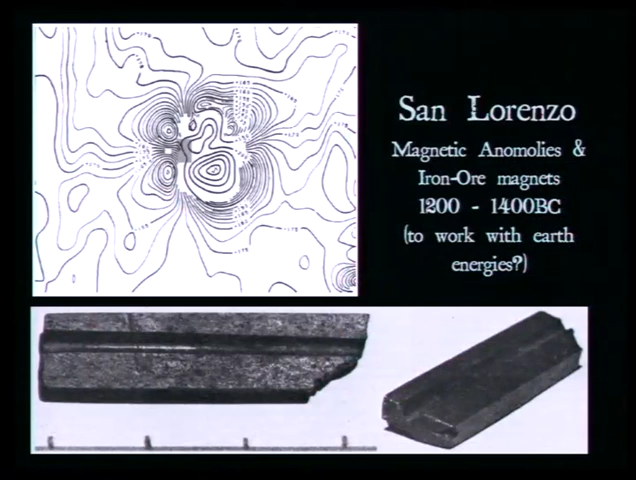 San Lorenzo
Magnetic Anomolies &
Iron-Ore magnets
1200 - 1400BC
(to work with earth
energies?)